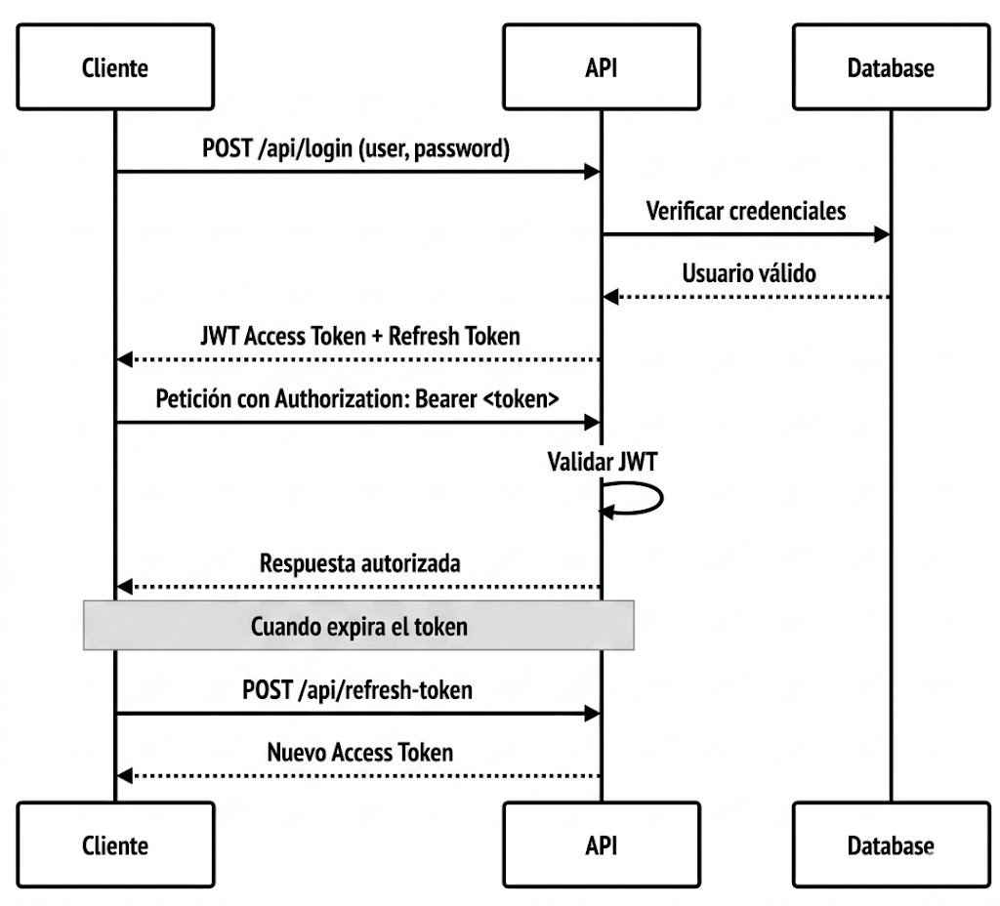 Cliente
API
Database
POST /api/login (user, password)
Verificar credenciales
Usuario válido
JWT Access Token + Refresh Token
Petición con Authorization: Bearer <token>
Validar JWT
Respuesta autorizada
Cuando expira el token
POST /api/refresh-token
Nuevo Access Token
Cliente
API
Database